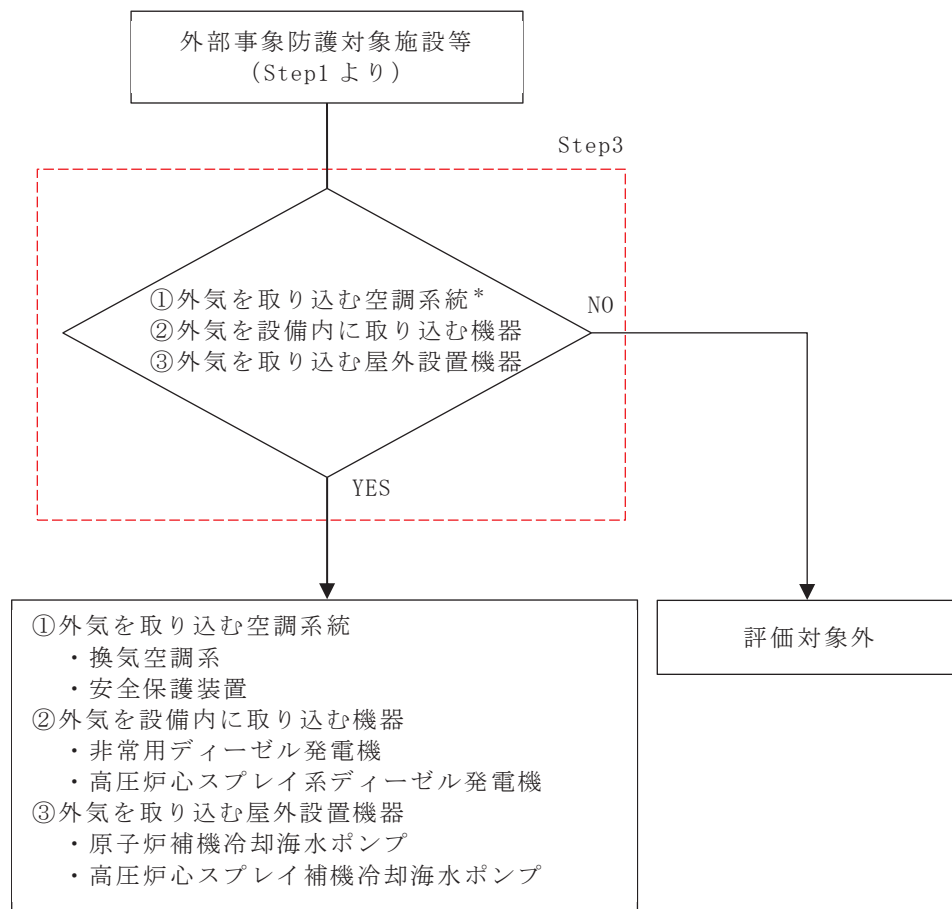 外部事象防護対象施設等
(Step1 より)
Step3
①外気を取り込む空調系統*
②外気を設備内に取り込む機器
③外気を取り込む屋外設置機器
NO
YES
①外気を取り込む空調系統
・換気空調系
・安全保護装置
②外気を設備内に取り込む機器
・非常用ディーゼル発電機
・高圧炉心スプレイ系ディーゼル発電機
③外気を取り込む屋外設置機器
・原子炉補機冷却海水ポンプ
・高圧炉心スプレイ補機冷却海水ポンプ
評価対象外